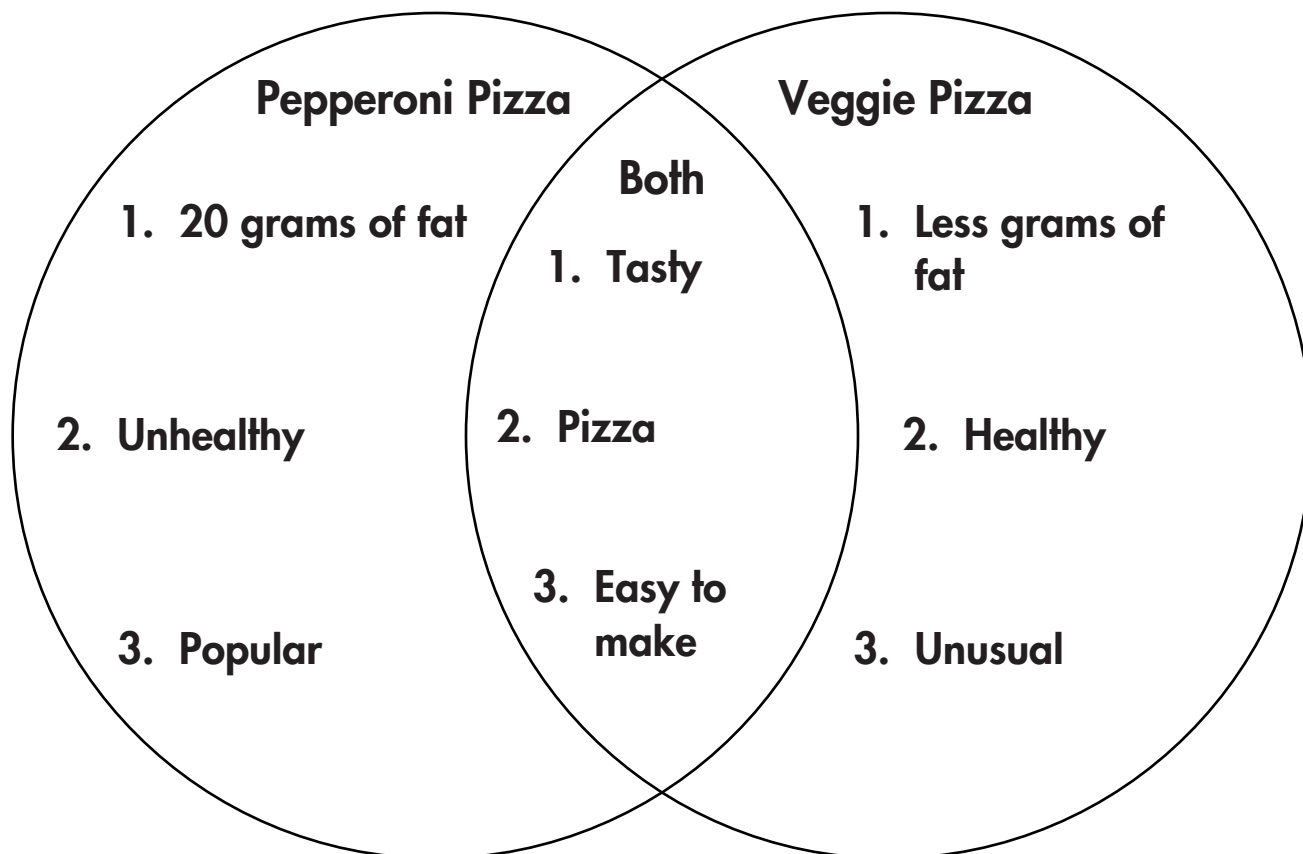 Pepperoni Pizza
1. 20 grams of fat
2. Unhealthy
3. Popular
Both
1. Tasty
2. Pizza
3. Easy to
make
Veggie Pizza
1. Less grams of
fat
2. Healthy
3. Unusual